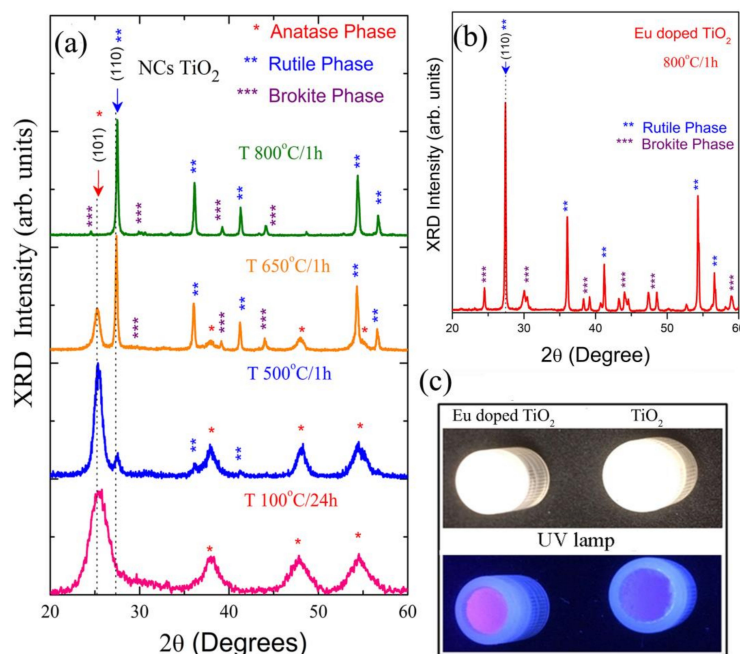 (a)
* Anatase Phase
(110) **
NCs TiO₂
** Rutile Phase
*** Brokite Phase
*
(101)
T 800°C/1h
***
***
**
***
**
***
**
**
T 650°C/1h
***
**
*
***
**
***
*
**
*
**
T 500°C/1h
**
*
**
*
*
T 100°C/24h
*
*
*
XRD Intensity (arb. units)
20 30 40 50 60
2θ (Degrees)
(b)
(110) **
Eu doped TiO₂
800°C/1h
** Rutile Phase
*** Brokite Phase
***
***
**
***
**
***
***
**
**
***
XRD Intensity (arb. units)
20 30 40 50 60
2θ (Degree)
(c)
Eu doped TiO₂ TiO₂
UV lamp